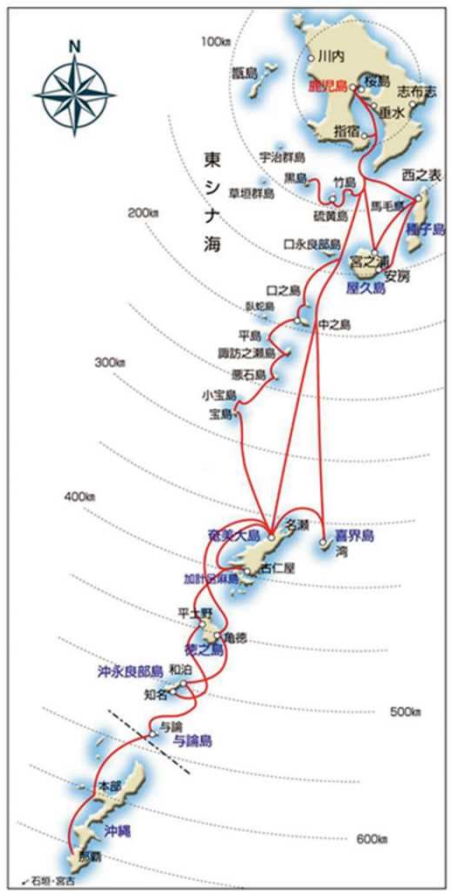 N
100km
川内
甑島
鹿児島
桜島
志布志
垂水
指宿
宇治群島
黒島
竹島
西之表
草垣群島
馬毛島
硫黄島
種子島
東シナ海
200km
口永良部島
宮之浦
安房
屋久島
口之島
臥蛇島
中之島
平島
諏訪之瀬島
300km
悪石島
小宝島
宝島
400km
名瀬
奄美大島
喜界島
湾
古仁屋
加計呂麻島
平土野
亀徳
徳之島
沖永良部島
和泊
知名
500km
与論
与論島
本部
沖縄
600km
那覇
石垣・宮古